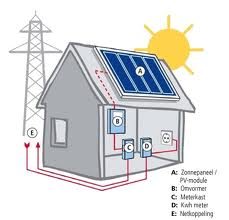 A
B
C
D
E
A: Zonnepaneel /
PV-module
B: Omvormer
C: Meterkast
D: Kwh meter
E: Netkoppeling